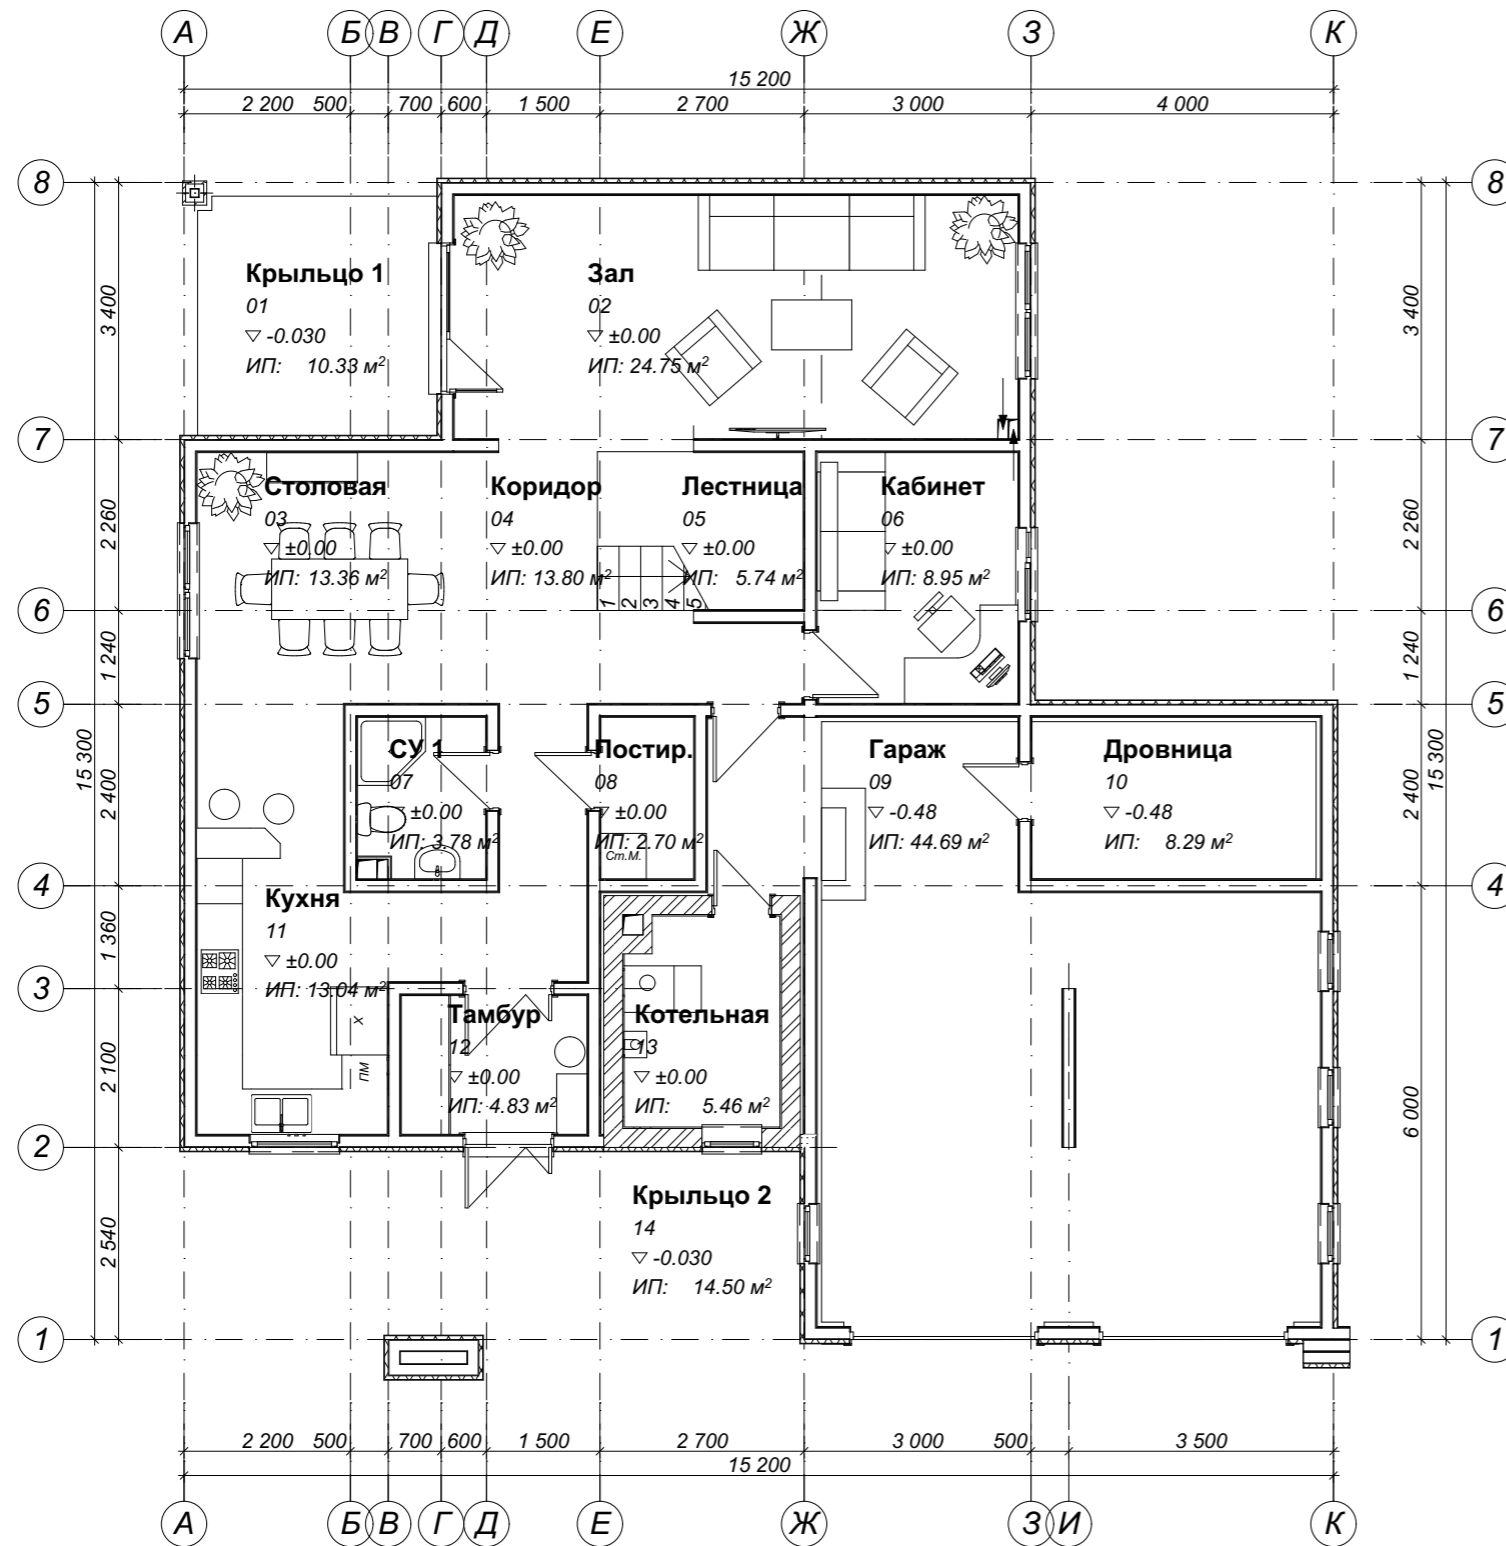 А Б В Г Д Е Ж З К
15 200
2 200 500 700 600 1 500 2 700 3 000 4 000
8 8
3 400 3 400
Крыльцо 1
01
-0.030
ИП: 10.33 м²
Зал
02
±0.00
ИП: 24.75 м²
7 7
2 260 2 260
Столовая
03
±0.00
ИП: 13.36 м²
Коридор
04
±0.00
ИП: 13.80 м²
Лестница
05
±0.00
ИП: 5.74 м²
Кабинет
06
±0.00
ИП: 8.95 м²
1 2 3 4 5
6 6
1 240 1 240
5 5
15 300 15 300
2 400 2 400
СУ 1
07
±0.00
ИП: 3.78 м²
Постир.
08
±0.00
ИП: 2.70 м²
Ст.М.
Гараж
09
-0.48
ИП: 44.69 м²
Дровница
10
-0.48
ИП: 8.29 м²
4 4
1 360
Кухня
11
±0.00
ИП: 13.04 м²
3
2 100
Х
ПМ
Тамбур
12
±0.00
ИП: 4.83 м²
Котельная
13
±0.00
ИП: 5.46 м²
6 000
2
2 540
Крыльцо 2
14
-0.030
ИП: 14.50 м²
1 1
2 200 500 700 600 1 500 2 700 3 000 500 3 500
15 200
А Б В Г Д Е Ж З И К